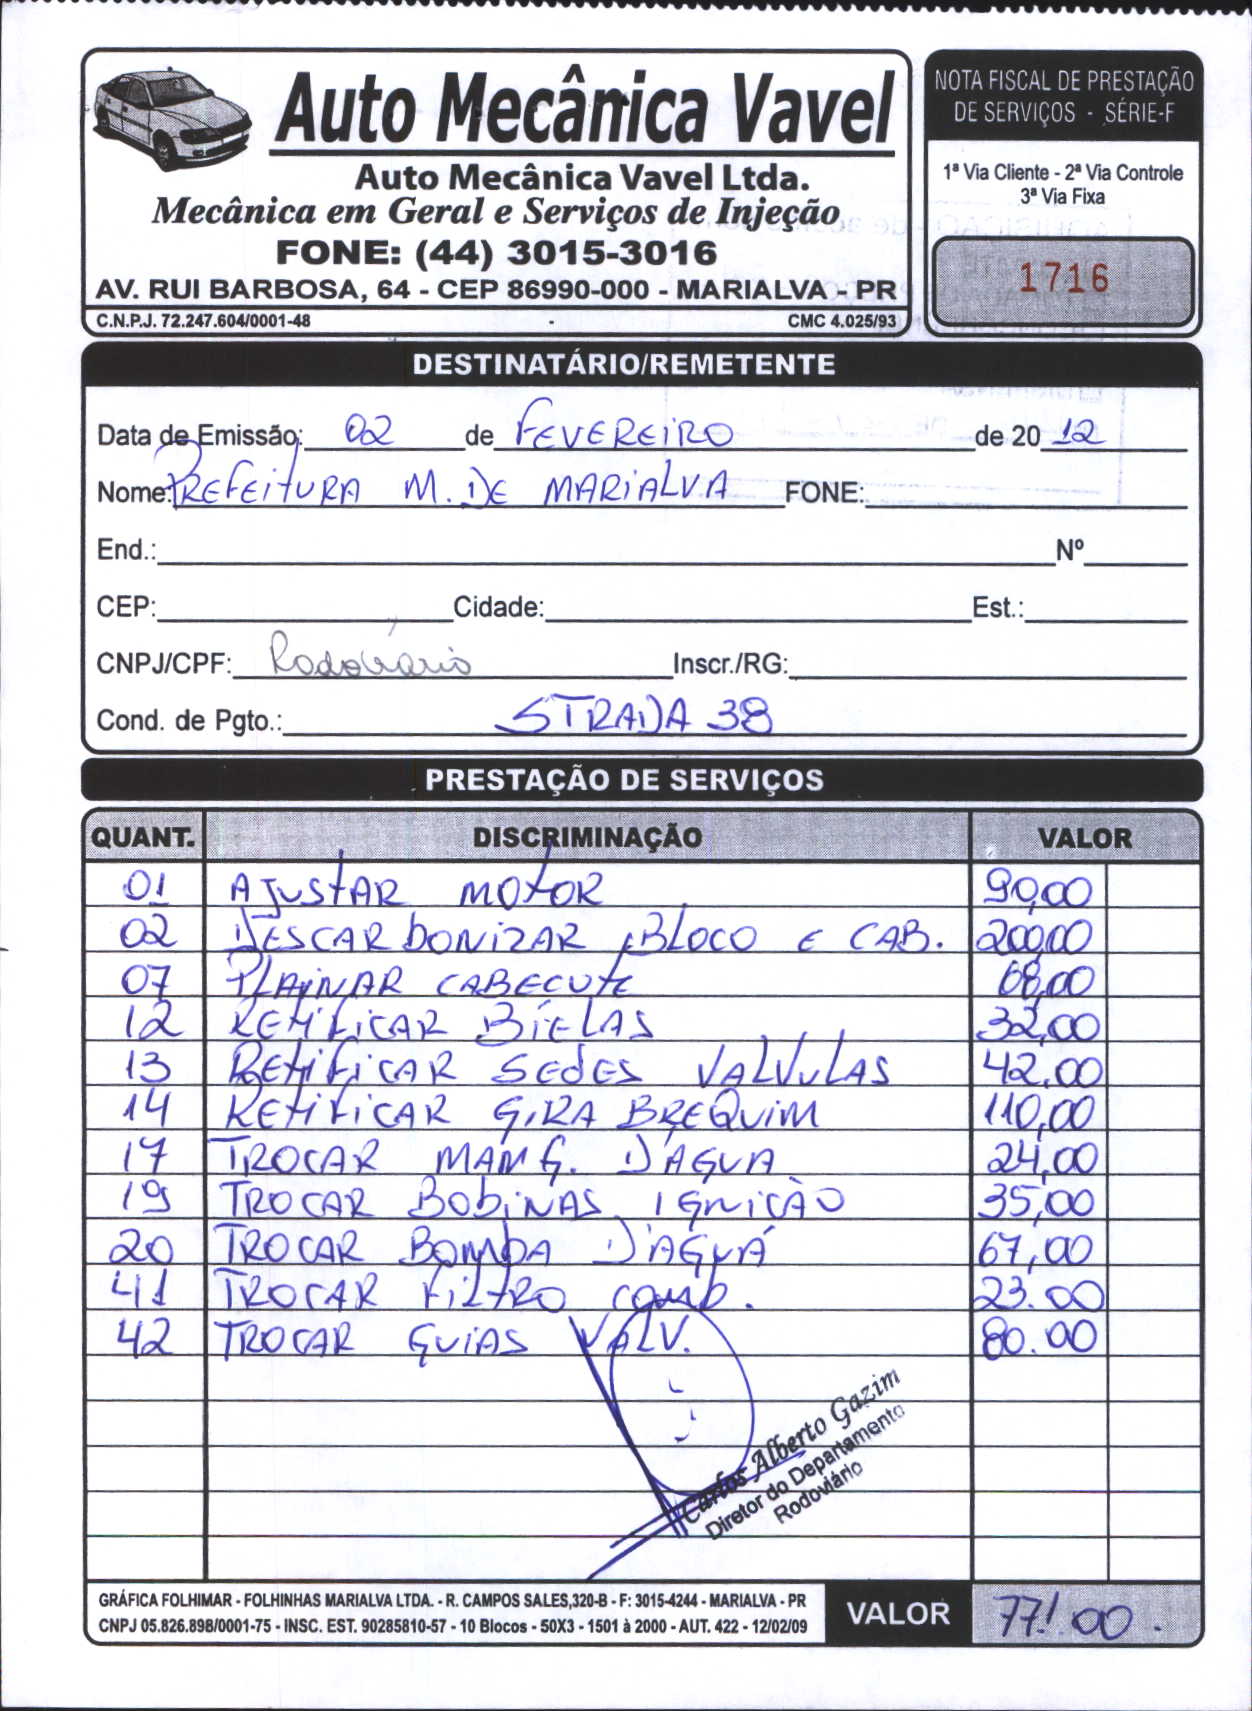 Auto Mecânica Vavel
Auto Mecânica Vavel Ltda.
Mecânica em Geral e Serviços de Injeção
FONE: (44) 3015-3016
AV. RUI BARBOSA, 64 - CEP 86990-000 - MARIALVA - PR
C.N.P.J. 72.247.604/0001-48 CMC 4.025/93
NOTA FISCAL DE PRESTAÇÃO
DE SERVIÇOS - SÉRIE-F
1ª Via Cliente - 2ª Via Controle
3ª Via Fixa
1716
DESTINATÁRIO/REMETENTE
Data de Emissão: 02 de FEVEREIRO de 20 12
Nome: PREFEITURA M. DE MARIALVA FONE:
End.: Nº
CEP: Cidade: Est.:
CNPJ/CPF: Rodoviário Inscr./RG:
Cond. de Pgto.: STRADA 38
PRESTAÇÃO DE SERVIÇOS
QUANT. DISCRIMINAÇÃO VALOR
01 AJUSTAR MOTOR 90,00
02 DESCARBONIZAR BLOCO E CAB. 200,00
07 PLAINAR CABECOTE 68,00
12 RETIFICAR BIELAS 32,00
13 RETIFICAR SEDES VALVULAS 42,00
14 RETIFICAR GIRA BREQUIM 110,00
17 TROCAR MANG. D'AGUA 24,00
19 TROCAR BOBINAS IGNIÇÃO 35,00
20 TROCAR BOMBA D'AGUÁ 67,00
41 TROCAR FILTRO COMB. 23.00
42 TROCAR GUIAS VALV. 80.00
Carlos Alberto Gazim
Diretor do Departamento
Rodoviário
GRÁFICA FOLHIMAR - FOLHINHAS MARIALVA LTDA. - R. CAMPOS SALES,320-B - F: 3015-4244 - MARIALVA - PR
CNPJ 05.826.898/0001-75 - INSC. EST. 90285810-57 - 10 Blocos - 50X3 - 1501 à 2000 - AUT. 422 - 12/02/09
VALOR 771.00